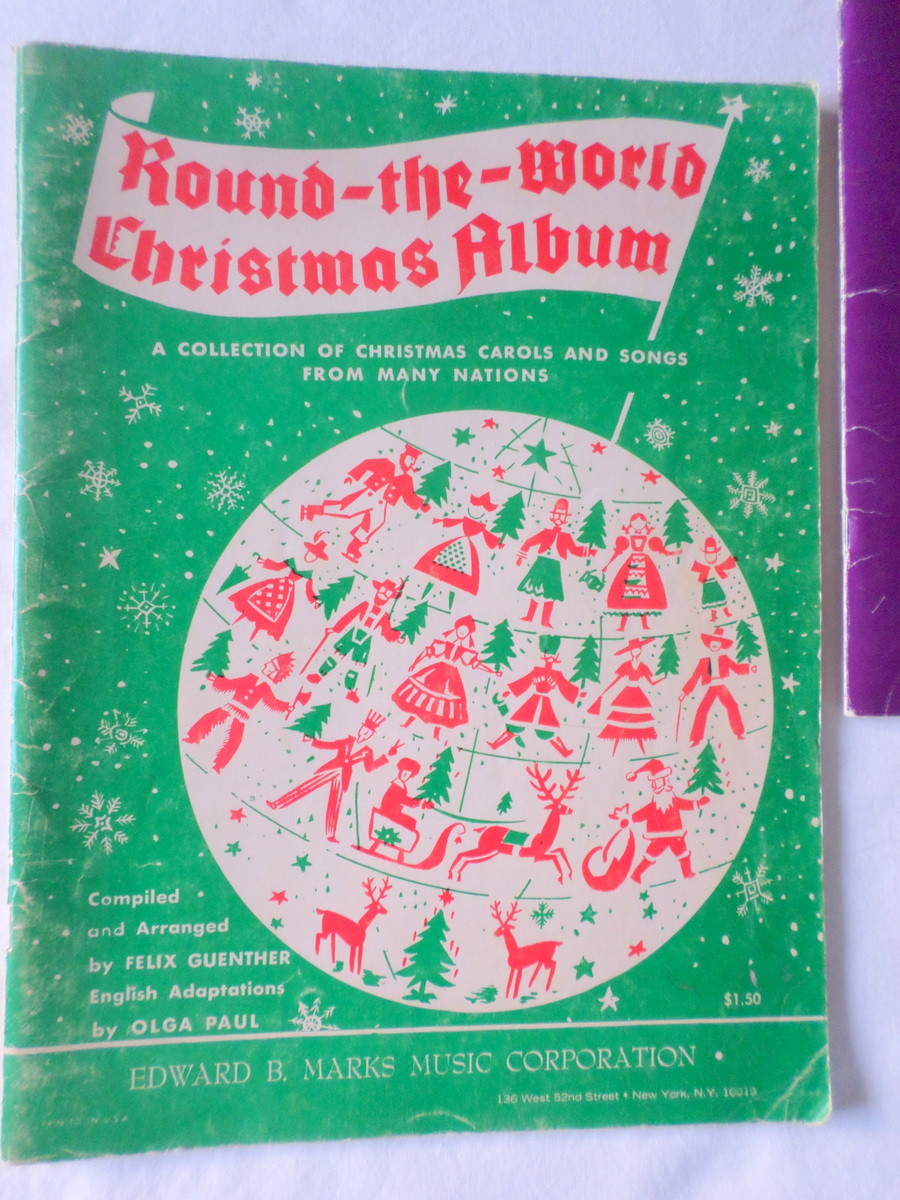 Round-the-World
Christmas Album
A COLLECTION OF CHRISTMAS CAROLS AND SONGS
FROM MANY NATIONS
Compiled
and Arranged
by FELIX GUENTHER
English Adaptations
by OLGA PAUL
$1.50
EDWARD B. MARKS MUSIC CORPORATION
136 West 52nd Street • New York, N.Y. 10019
PRINTED IN U.S.A.